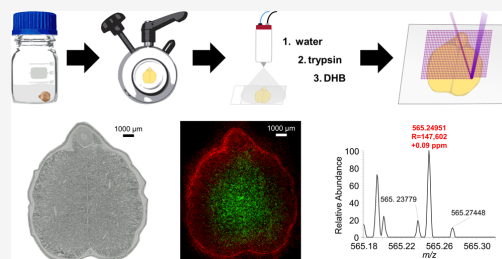 1. water
2. trypsin
3. DHB
1000 µm
1000 µm
565.24951
R=147,602
+0.09 ppm
Relative Abundance
100
80
60
40
20
0
565. 23779
565.27448
565.18
565.22
565.26
565.30
m/z